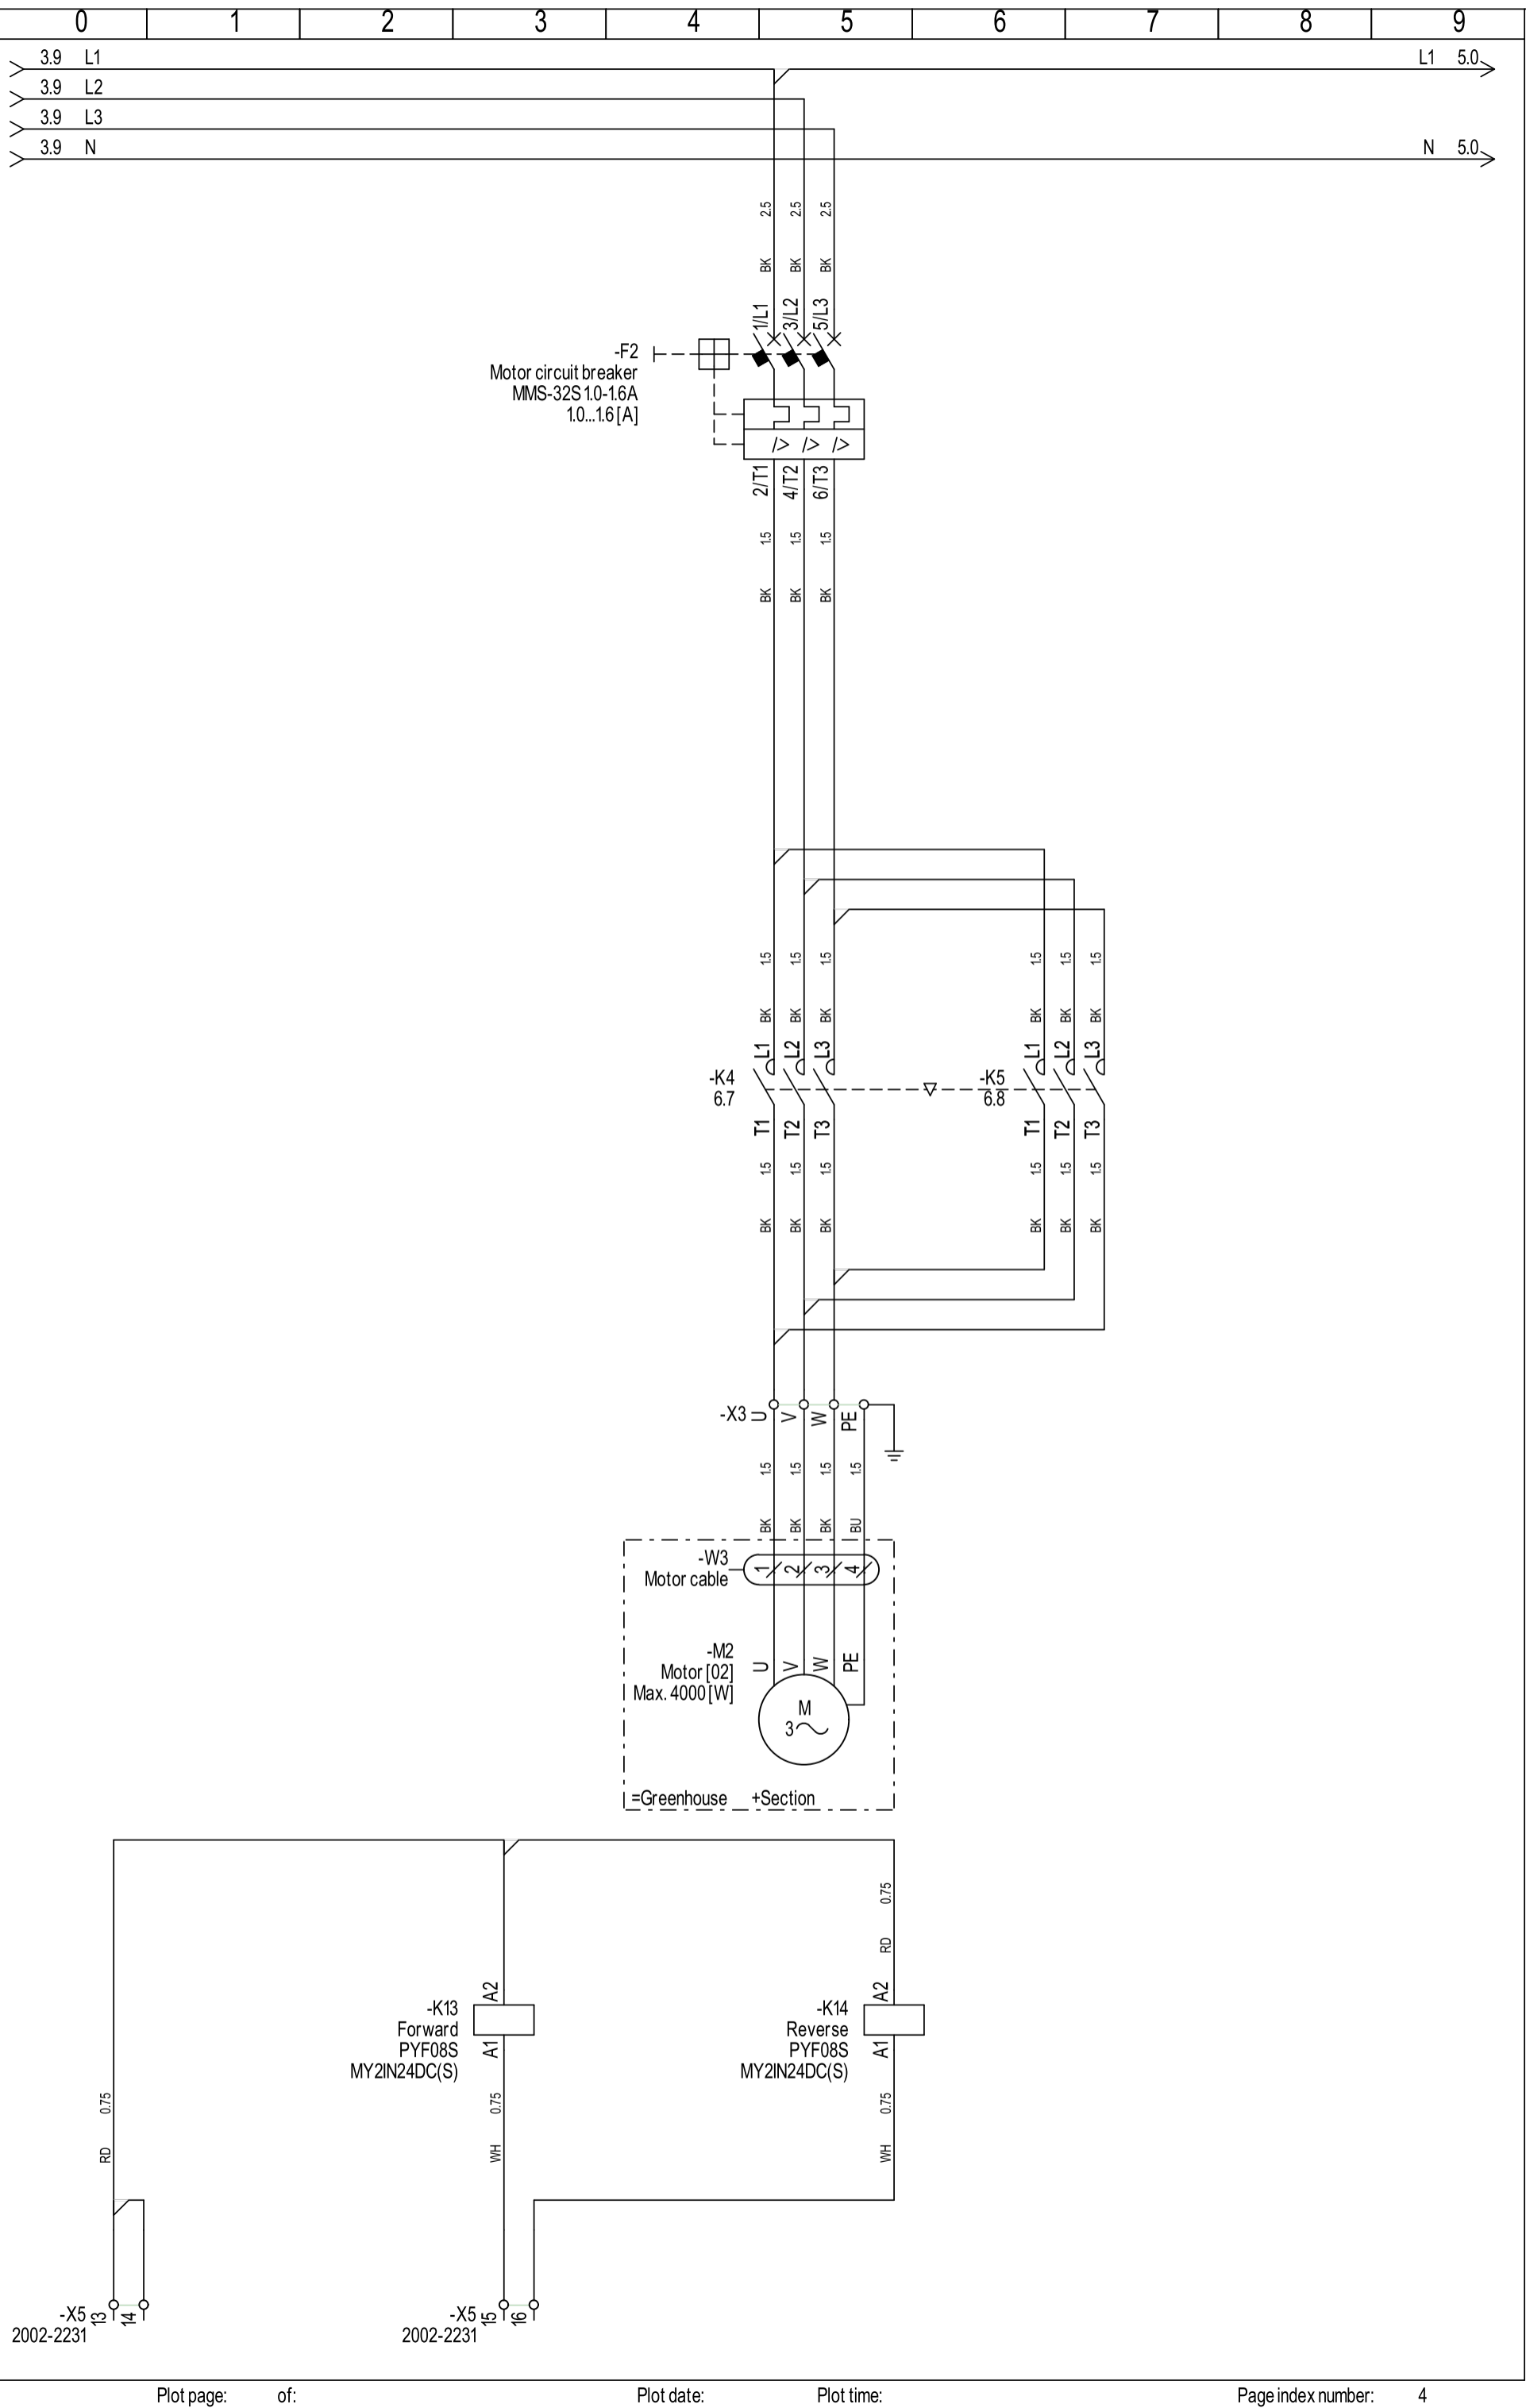 0 1 2 3 4 5 6 7 8 9
3.9 L1
L1 5.0
3.9 L2
3.9 L3
3.9 N
N 5.0
2.5 2.5 2.5
BK BK BK
1/L1 3/L2 5/L3
-F2
Motor circuit breaker
MMS-32S 1.0-1.6A
1.0...1.6 [A]
I> I> I>
2/T1 4/T2 6/T3
1.5 1.5 1.5
BK BK BK
1.5 1.5 1.5 1.5 1.5 1.5
BK BK BK BK BK BK
L1 L2 L3 L1 L2 L3
-K4
6.7
-K5
6.8
T1 T2 T3 T1 T2 T3
1.5 1.5 1.5 1.5 1.5 1.5
BK BK BK BK BK BK
-X3 U V W PE
1.5 1.5 1.5 1.5
BK BK BK BU
-W3
Motor cable
1 2 3 4
-M2
Motor [02]
Max. 4000 [W]
U V W PE
M
3
=Greenhouse +Section
0.75
RD
A2 A2
-K13
Forward
PYF08S
MY2IN24DC(S)
A1
-K14
Reverse
PYF08S
MY2IN24DC(S)
A1
0.75 0.75 0.75
RD WH WH
-X5
2002-2231
13 14
-X5
2002-2231
15 16
Plot page: of: Plot date: Plot time: Page index number: 4